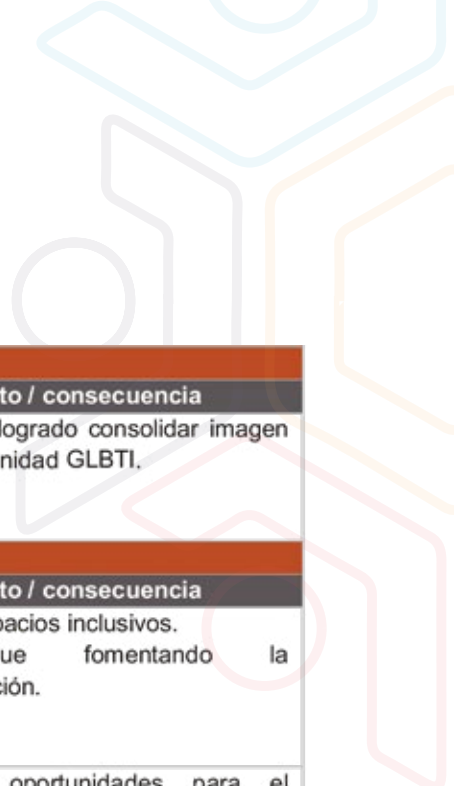 to / consecuencia
logrado consolidar imagen
nidad GLBTI.
to / consecuencia
pacios inclusivos.
ue fomentando la
ción.
oportunidades para el